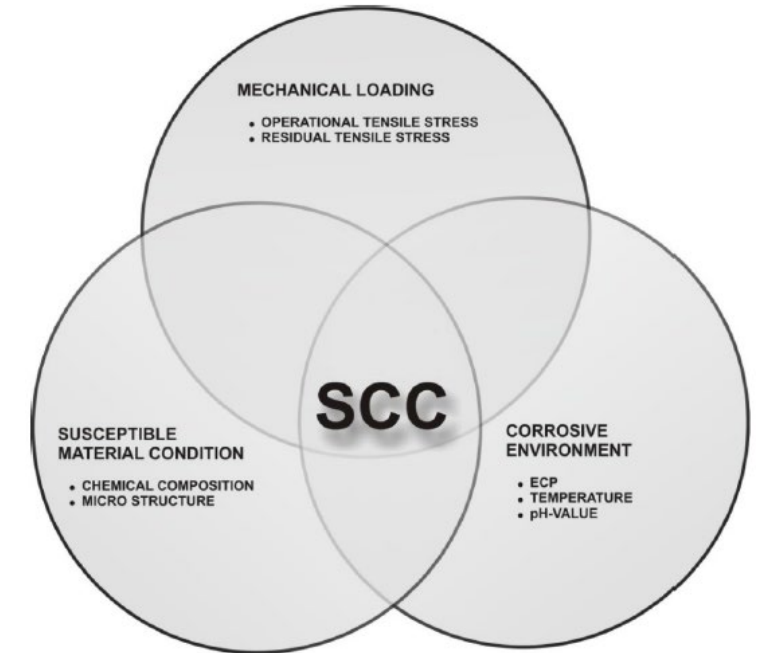 MECHANICAL LOADING
• OPERATIONAL TENSILE STRESS
• RESIDUAL TENSILE STRESS
SCC
SUSCEPTIBLE
MATERIAL CONDITION
• CHEMICAL COMPOSITION
• MICRO STRUCTURE
CORROSIVE
ENVIRONMENT
• ECP
• TEMPERATURE
• pH-VALUE